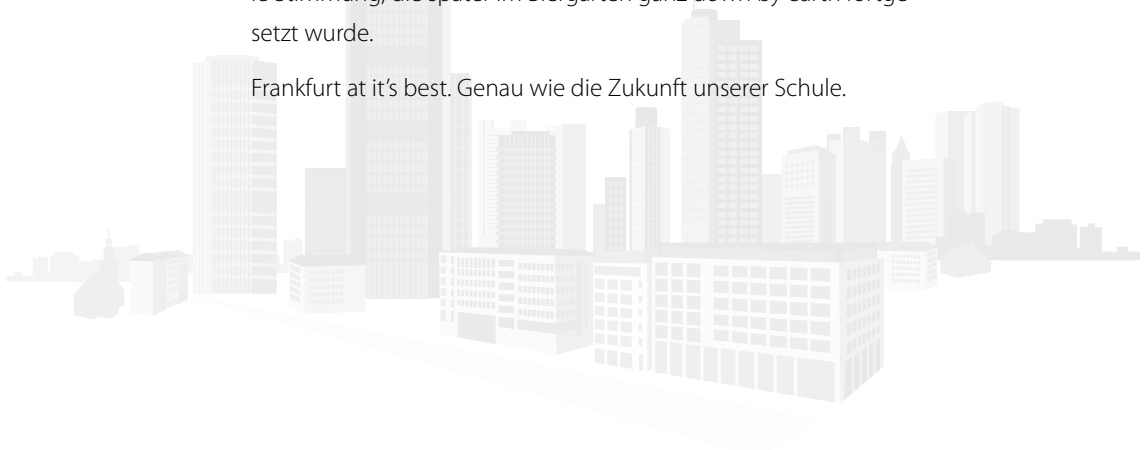 setzt wurde.
Frankfurt at it’s best. Genau wie die Zukunft unserer Schule.